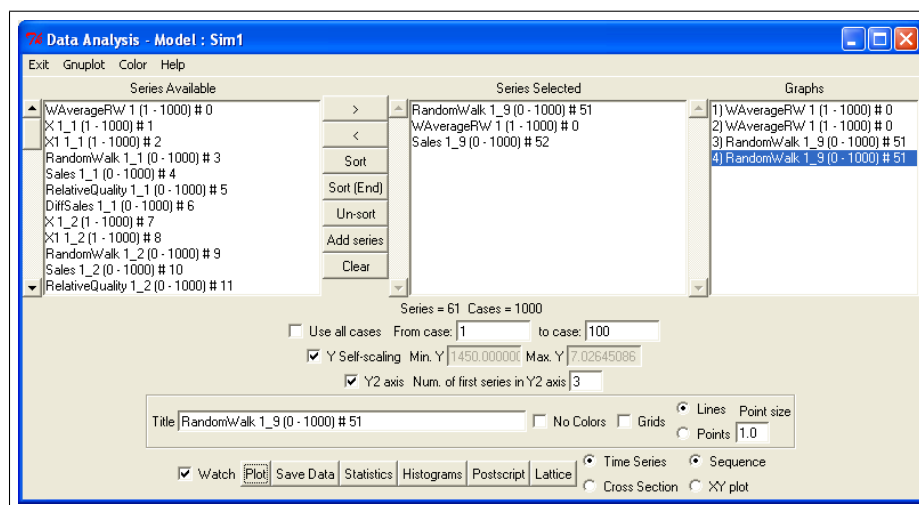 Data Analysis - Model : Sim1
Exit Gnuplot Color Help
Series Available
Series Selected
Graphs
WAverageRW 1 (1 - 1000) # 0
X 1_1 (1 - 1000) # 1
X1 1_1 (1 - 1000) # 2
RandomWalk 1_1 (0 - 1000) # 3
Sales 1_1 (0 - 1000) # 4
RelativeQuality 1_1 (0 - 1000) # 5
DiffSales 1_1 (0 - 1000) # 6
X 1_2 (1 - 1000) # 7
X1 1_2 (1 - 1000) # 8
RandomWalk 1_2 (0 - 1000) # 9
Sales 1_2 (0 - 1000) # 10
RelativeQuality 1_2 (0 - 1000) # 11
>
<
Sort
Sort (End)
Un-sort
Add series
Clear
RandomWalk 1_9 (0 - 1000) # 51
WAverageRW 1 (1 - 1000) # 0
Sales 1_9 (0 - 1000) # 52
1) WAverageRW 1 (1 - 1000) # 0
2) WAverageRW 1 (1 - 1000) # 0
3) RandomWalk 1_9 (0 - 1000) # 51
4) RandomWalk 1_9 (0 - 1000) # 51
Series = 61 Cases = 1000
Use all cases From case: 1 to case: 100
Y Self-scaling Min. Y 1450.000000 Max. Y 7.02645086
Y2 axis Num. of first series in Y2 axis 3
Title RandomWalk 1_9 (0 - 1000) # 51 No Colors Grids
Lines Point size
Points 1.0
Watch Plot Save Data Statistics Histograms Postscript Lattice
Time Series Sequence
Cross Section XY plot